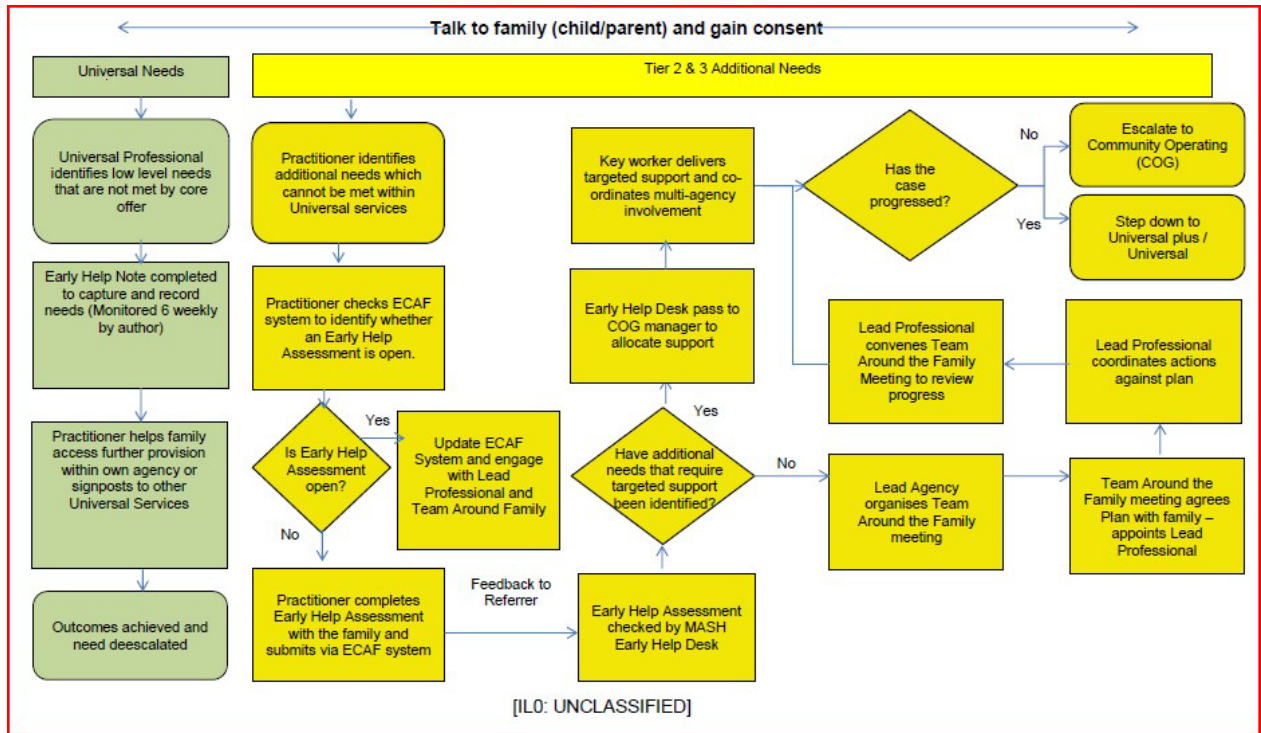 Talk to family (child/parent) and gain consent
Universal Needs
Tier 2 & 3 Additional Needs
Universal Professional
identifies low level needs
that are not met by core
offer
Early Help Note completed
to capture and record
needs (Monitored 6 weekly
by author)
Practitioner helps family
access further provision
within own agency or
signposts to other
Universal Services
Outcomes achieved and
need deescalated
Practitioner identifies
additional needs which
cannot be met within
Universal services
Practitioner checks ECAF
system to identify whether
an Early Help
Assessment is open.
Is Early Help
Assessment
open?
Yes
Update ECAF
System and engage
with Lead
Professional and
Team Around Family
No
Practitioner completes
Early Help Assessment
with the family and
submits via ECAF system
Feedback to
Referrer
Early Help Assessment
checked by MASH
Early Help Desk
Have additional
needs that require
targeted support
been identified?
Yes
Early Help Desk pass to
COG manager to
allocate support
Key worker delivers
targeted support and co-
ordinates multi-agency
involvement
No
Lead Agency
organises Team
Around the Family
meeting
Team Around the
Family meeting agrees
Plan with family –
appoints Lead
Professional
Lead Professional
coordinates actions
against plan
Lead Professional
convenes Team
Around the Family
Meeting to review
progress
Has the
case
progressed?
No
Escalate to
Community Operating
(COG)
Yes
Step down to
Universal plus /
Universal
[IL0: UNCLASSIFIED]